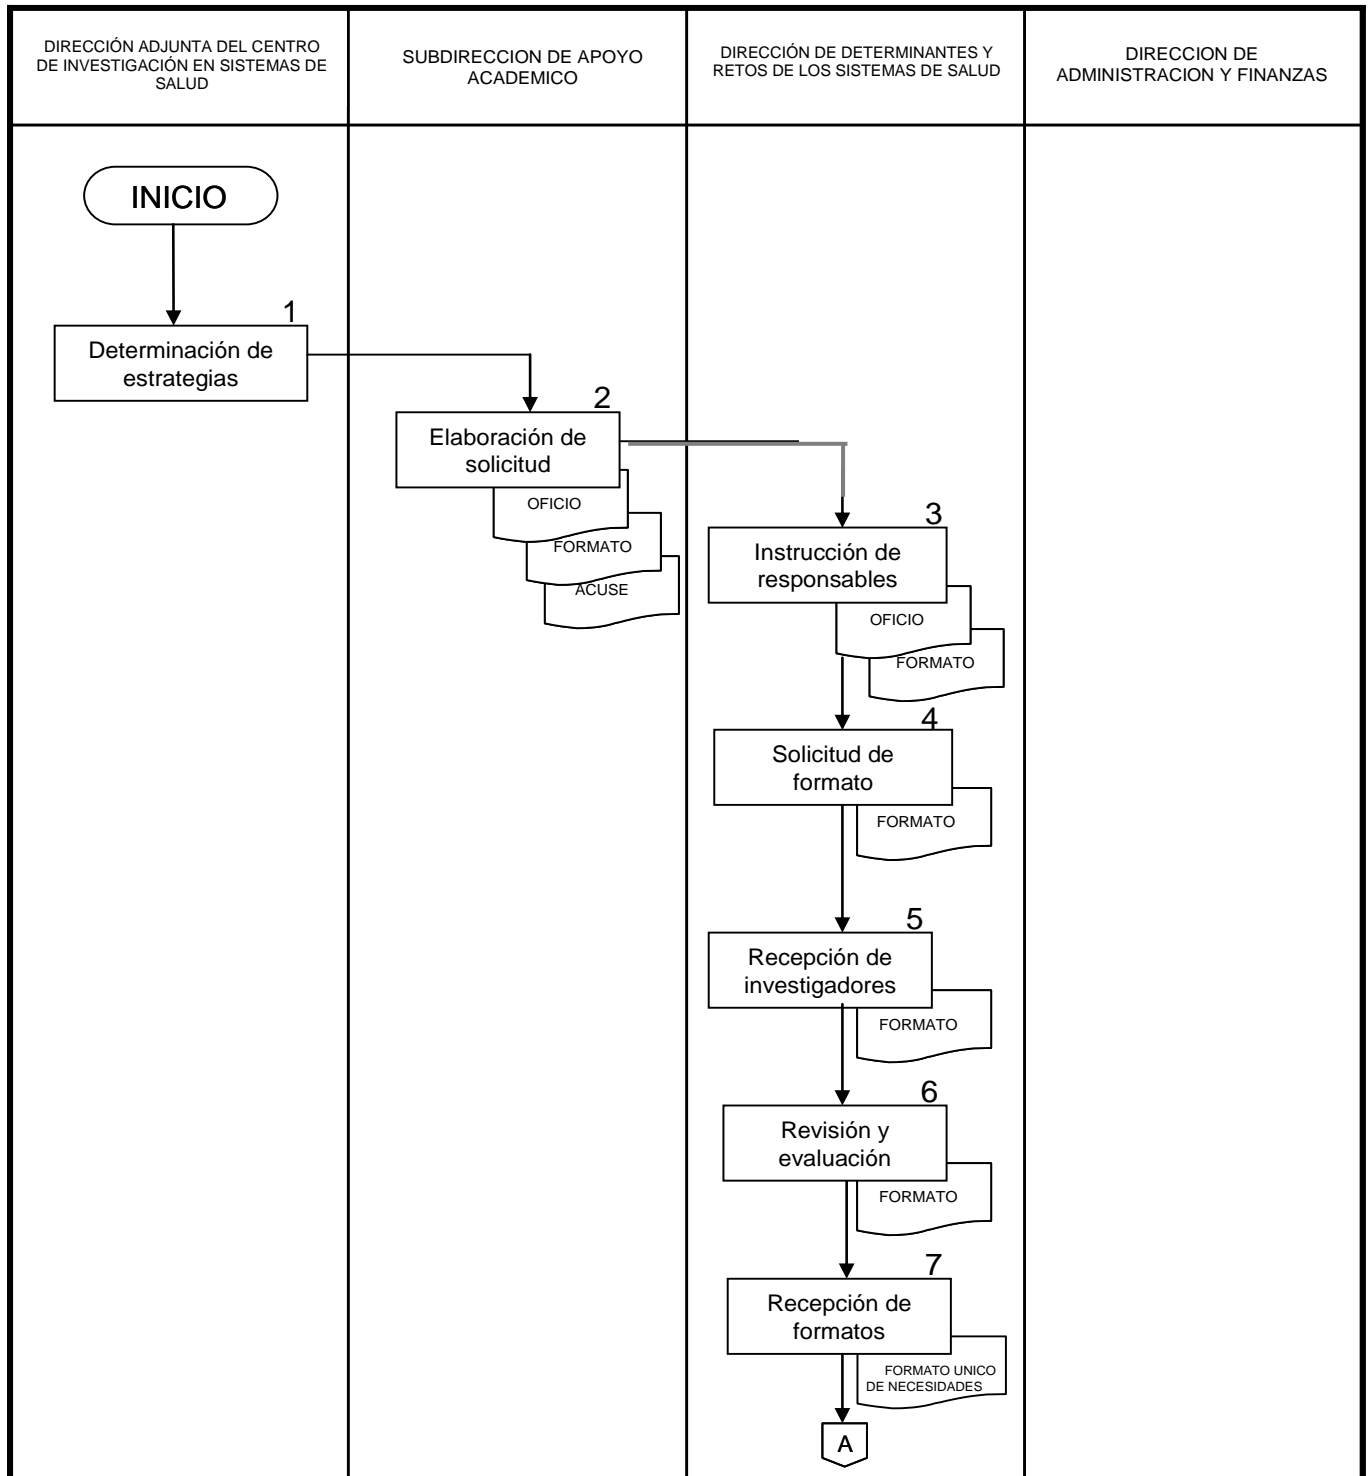 DIRECCIÓN ADJUNTA DEL CENTRO
DE INVESTIGACIÓN EN SISTEMAS DE
SALUD
SUBDIRECCION DE APOYO
ACADEMICO
DIRECCIÓN DE DETERMINANTES Y
RETOS DE LOS SISTEMAS DE SALUD
DIRECCION DE
ADMINISTRACION Y FINANZAS
INICIO
1
Determinación de
estrategias
2
Elaboración de
solicitud
OFICIO
FORMATO
ACUSE
3
Instrucción de
responsables
OFICIO
FORMATO
4
Solicitud de
formato
FORMATO
5
Recepción de
investigadores
FORMATO
6
Revisión y
evaluación
FORMATO
7
Recepción de
formatos
FORMATO UNICO
DE NECESIDADES
A